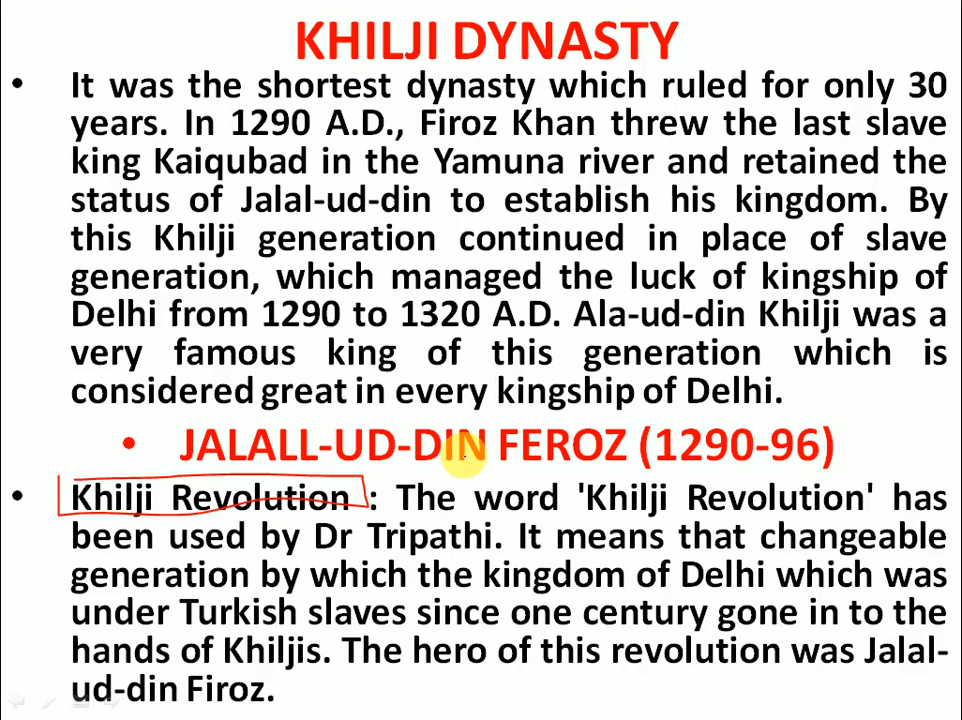 KHILJI DYNASTY
• It was the shortest dynasty which ruled for only 30
years. In 1290 A.D., Firoz Khan threw the last slave
king Kaiqubad in the Yamuna river and retained the
status of Jalal-ud-din to establish his kingdom. By
this Khilji generation continued in place of slave
generation, which managed the luck of kingship of
Delhi from 1290 to 1320 A.D. Ala-ud-din Khilji was a
very famous king of this generation which is
considered great in every kingship of Delhi.
• JALALL-UD-DIN FEROZ (1290-96)
• Khilji Revolution : The word 'Khilji Revolution' has
been used by Dr Tripathi. It means that changeable
generation by which the kingdom of Delhi which was
under Turkish slaves since one century gone in to the
hands of Khiljis. The hero of this revolution was Jalal-
ud-din Firoz.